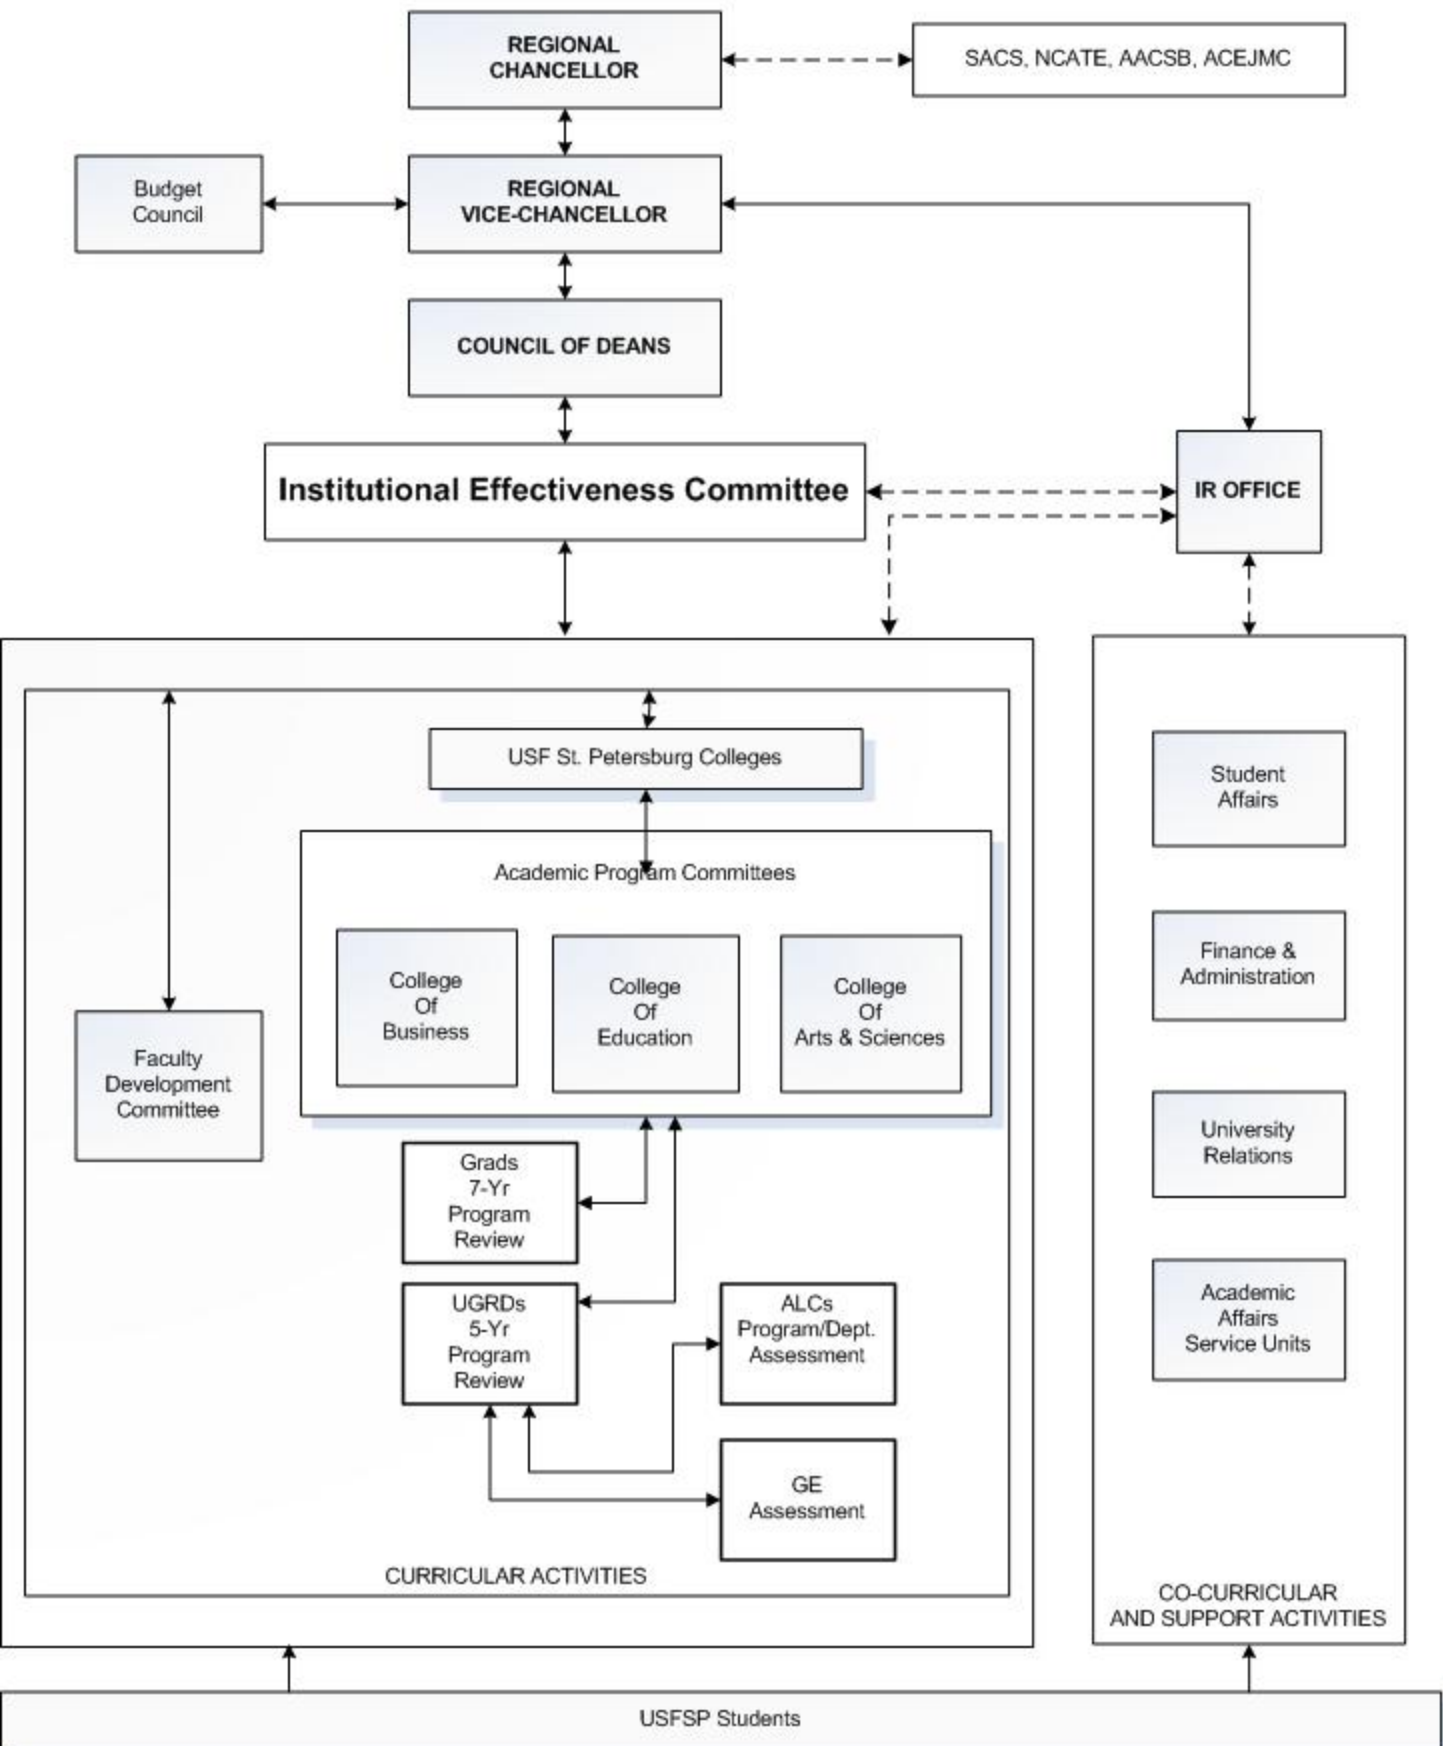 REGIONAL
CHANCELLOR
SACS, NCATE, AACSB, ACEJMC
Budget
Council
REGIONAL
VICE-CHANCELLOR
COUNCIL OF DEANS
Institutional Effectiveness Committee
IR OFFICE
USF St. Petersburg Colleges
Academic Program Committees
College
Of
Business
College
Of
Education
College
Of
Arts & Sciences
Faculty
Development
Committee
Grads
7-Yr
Program
Review
UGRDs
5-Yr
Program
Review
ALCs
Program/Dept.
Assessment
GE
Assessment
CURRICULAR ACTIVITIES
Student
Affairs
Finance &
Administration
University
Relations
Academic
Affairs
Service Units
CO-CURRICULAR
AND SUPPORT ACTIVITIES
USFSP Students